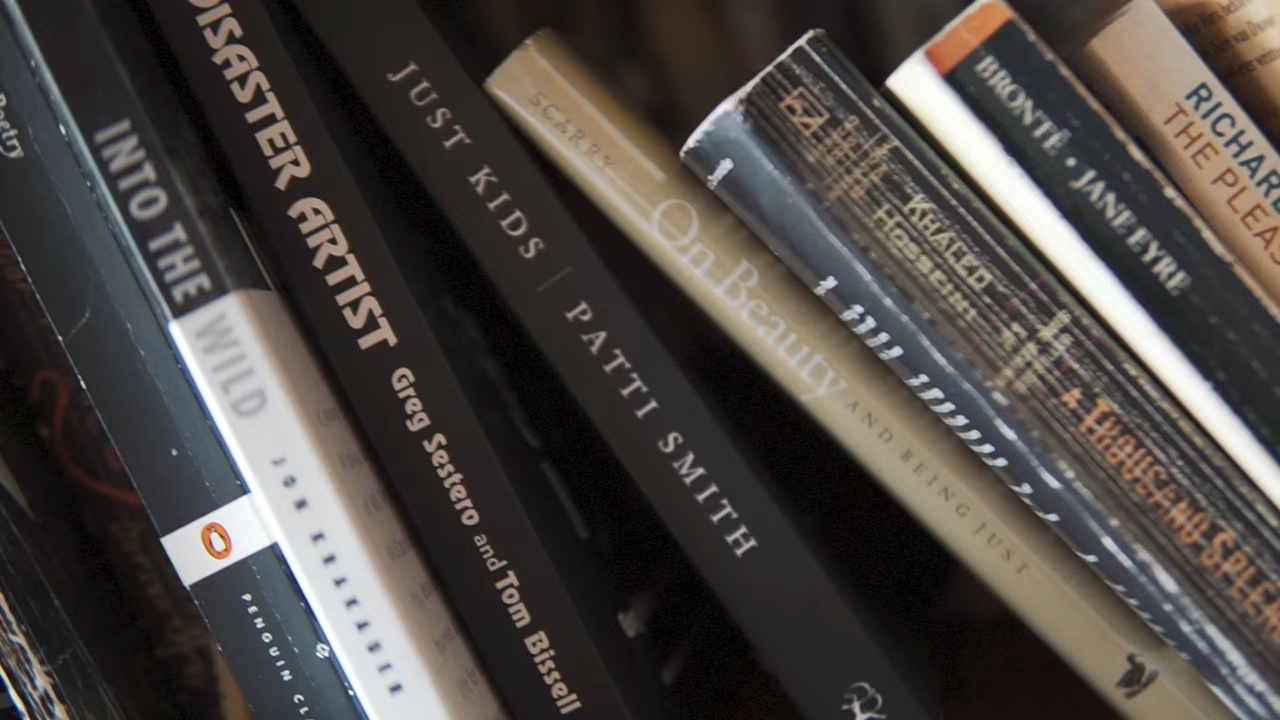 Poetry
PENGUIN CLA
INTO THE WILD
JON KRAKAUER
DISASTER ARTIST Greg Sestero and Tom Bissell
JUST KIDS | PATTI SMITH
SCARRY
On Beauty AND BEING JUST
KHALED
HOSSEINI
A THOUSAND SPLEN
BRONTË • JANE EYRE
RICHAR
THE PLEAS